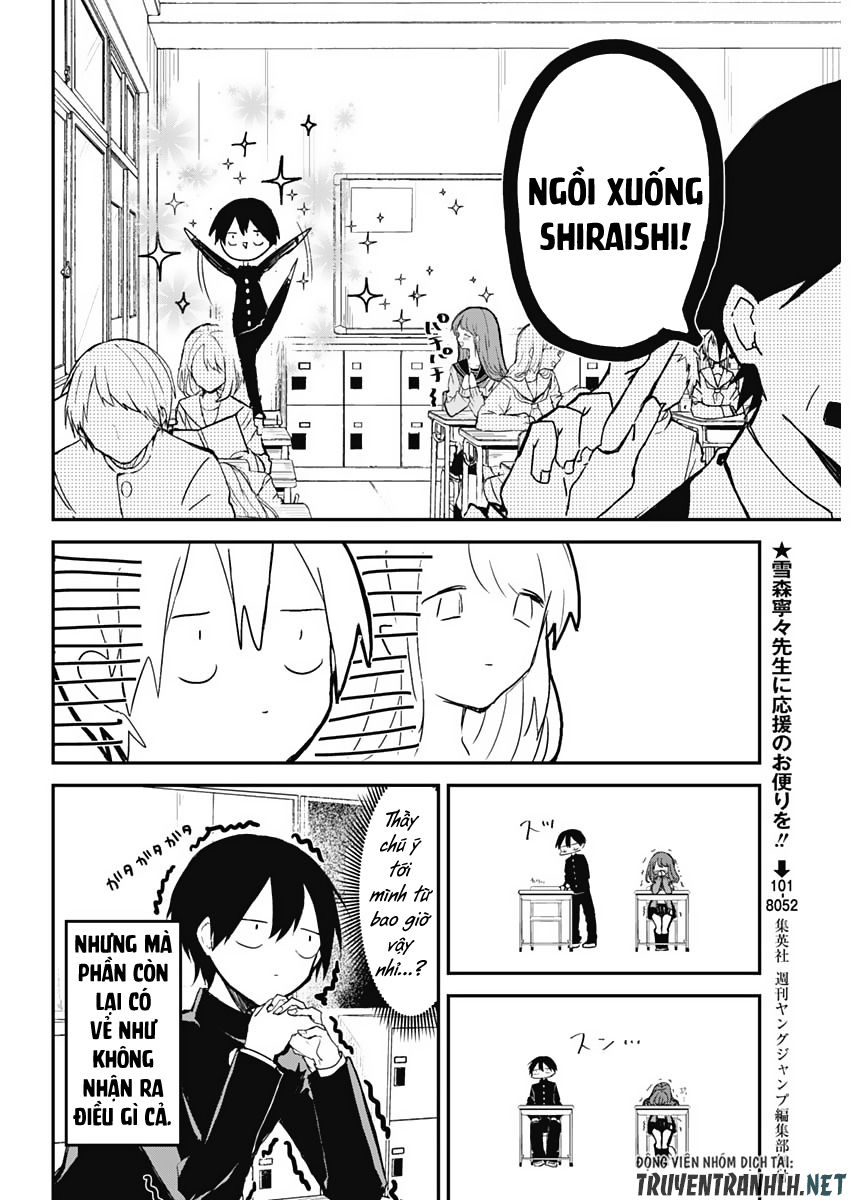 NGỒI XUỐNG
SHIRAISHI!
パチパチ〜
★雪森寧々先生に応援のお便りを!! ➡ 101-8052 集英社 週刊ヤングジャンプ編集部
ズッ
Thầy
chú ý
tới
mình từ
bao giờ
vậy
nhỉ...?
ガタガタガタ
NHƯNG MÀ
PHẦN CÒN
LẠI CÓ
VẺ NHƯ
KHÔNG
NHẬN RA
ĐIỀU GÌ CẢ.
スン…
ĐỘNG VIÊN NHÓM DỊCH TẠI:
TRUYENTRANHLH.NET